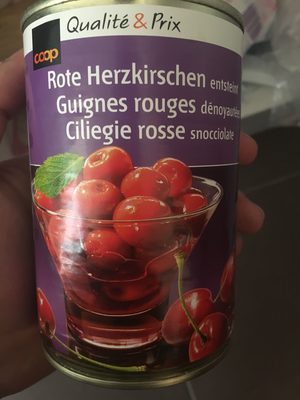 Qualité & Prix
coop
Rote Herzkirschen entsteint
Guignes rouges dénoyautées
Ciliegie rosse snocciolate